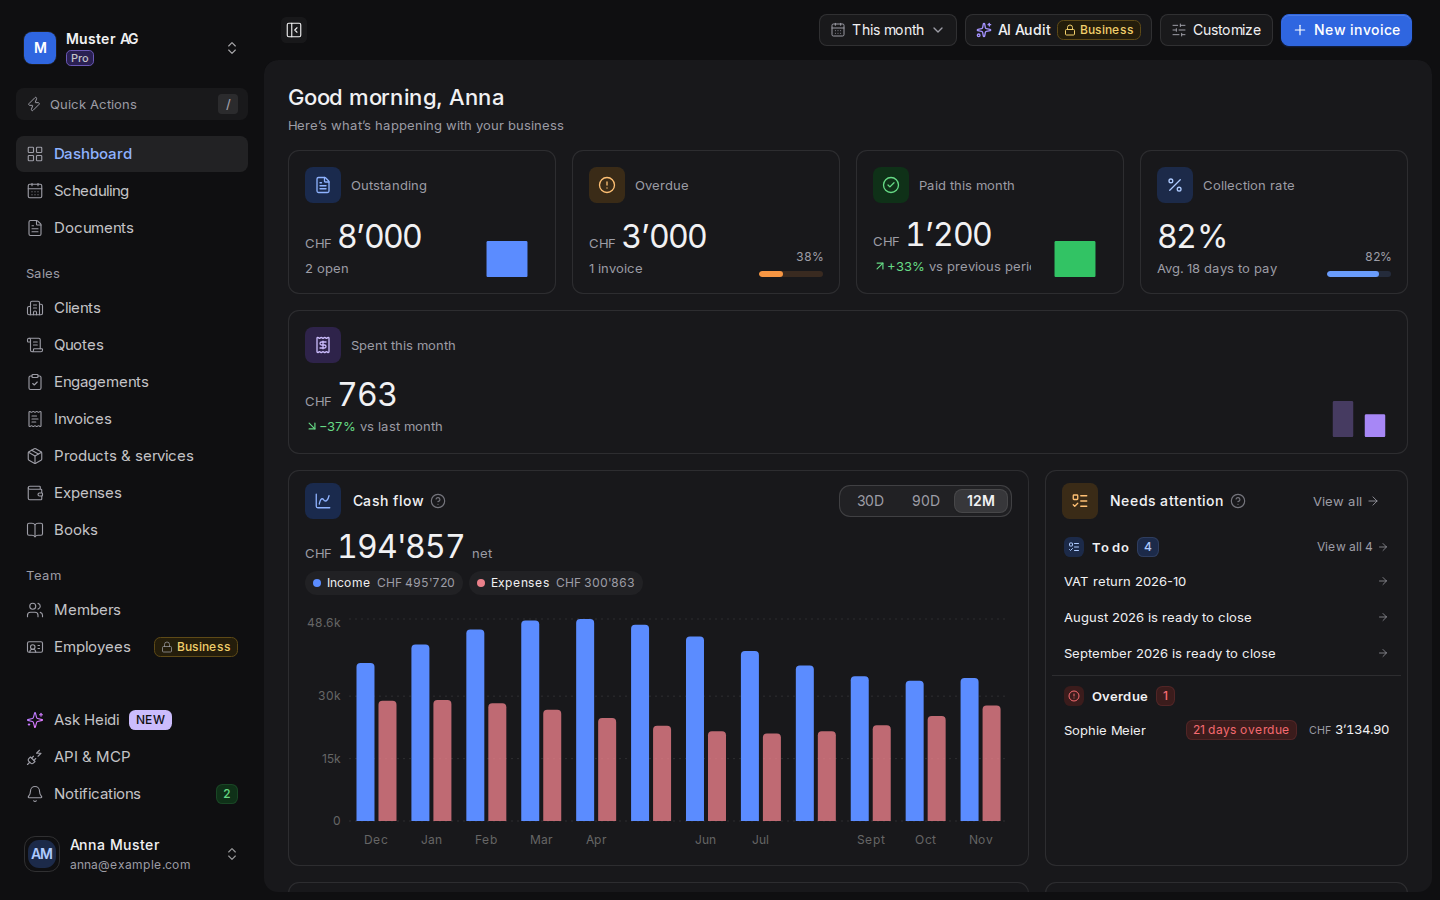 M
Muster AG
Pro
Quick Actions
/
Dashboard
Scheduling
Documents
Sales
Clients
Quotes
Engagements
Invoices
Products & services
Expenses
Books
Team
Members
Employees
Business
Ask Heidi
NEW
API & MCP
Notifications
2
AM
Anna Muster
anna@example.com
This month
AI Audit
Business
Customize
New invoice
Good morning, Anna
Here’s what’s happening with your business
Outstanding
CHF 8’000
2 open
Overdue
CHF 3’000
1 invoice
38%
Paid this month
CHF 1’200
+33% vs previous
Collection rate
82%
Avg. 18 days to pay
82%
Spent this month
CHF 763
−37% vs last month
Cash flow
30D
90D
12M
CHF 194'857 net
Income CHF 495'720
Expenses CHF 300'863
48.6k
30k
15k
0
Dec
Jan
Feb
Mar
Apr
Jun
Jul
Sept
Oct
Nov
Needs attention
View all
To do
4
View all 4
VAT return 2026-10
August 2026 is ready to close
September 2026 is ready to close
Overdue
1
Sophie Meier
21 days overdue
CHF 3’134.90